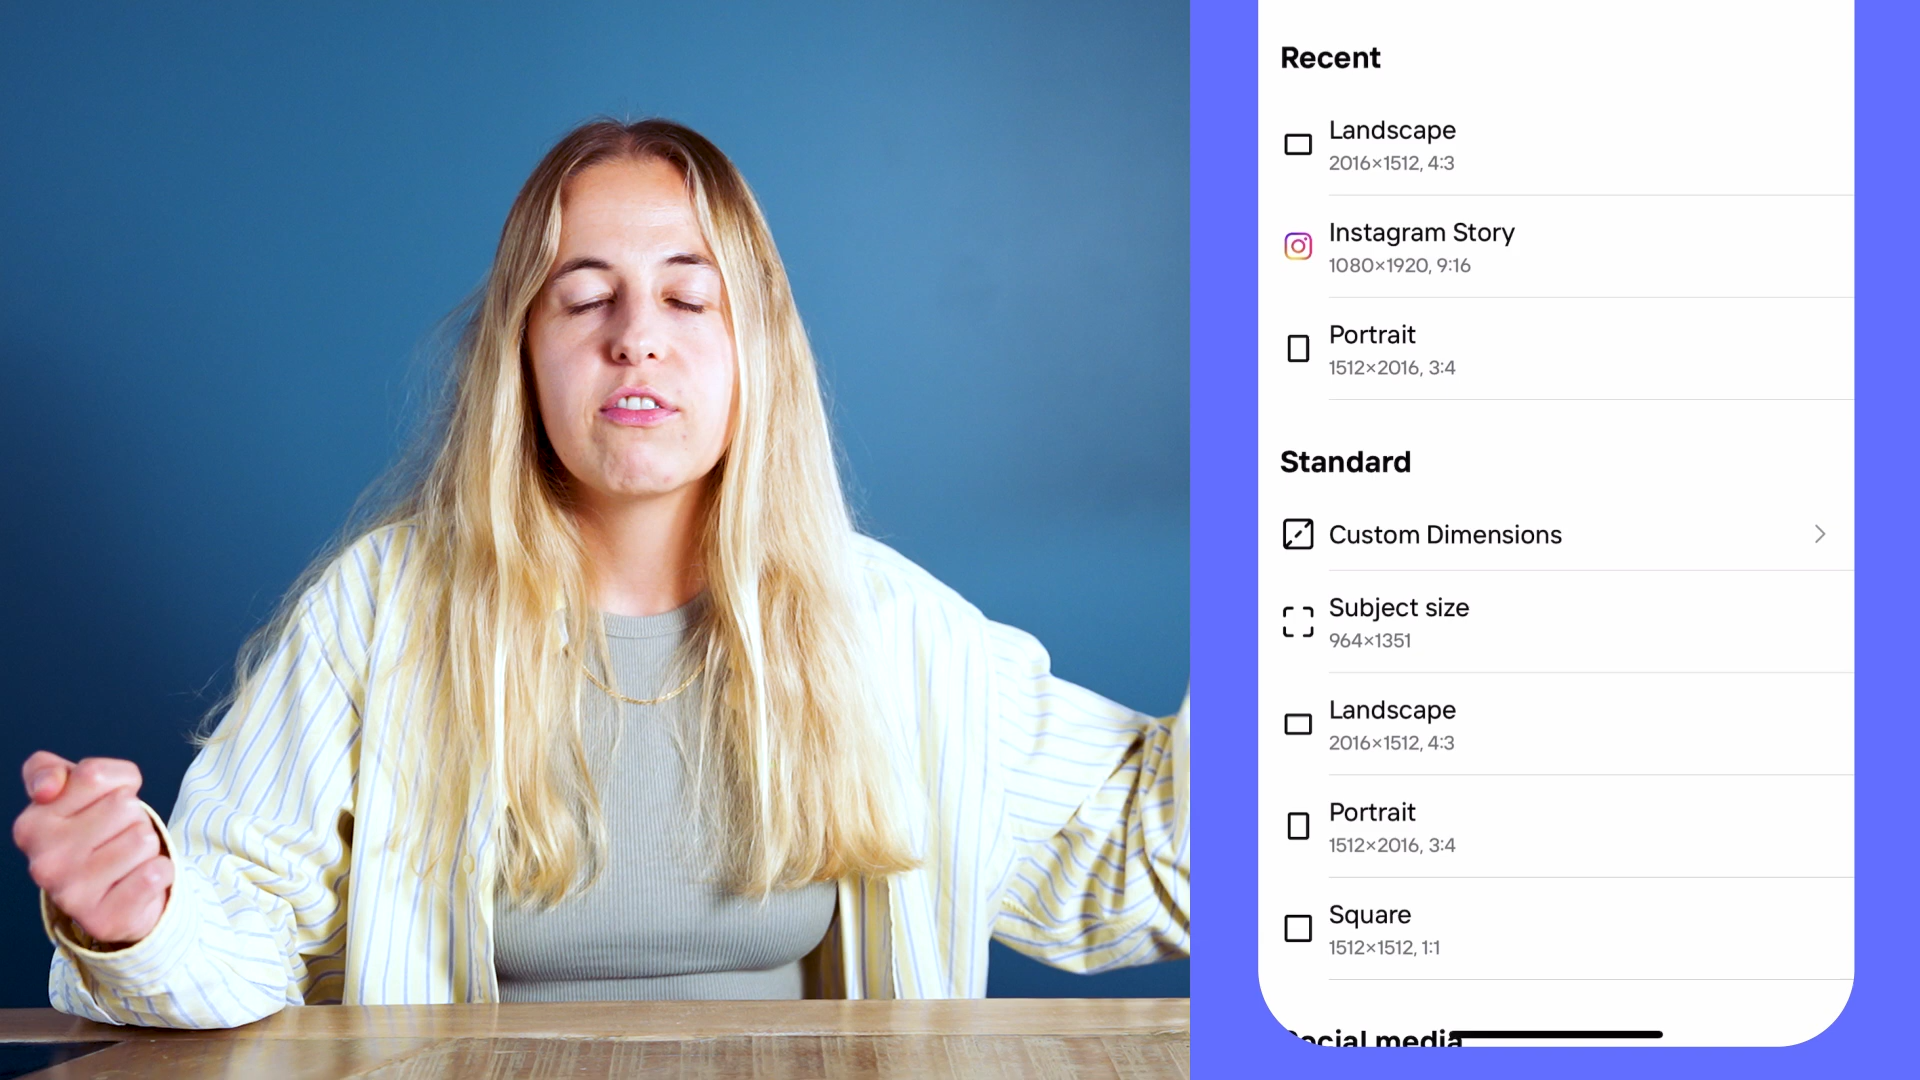 Recent
Landscape
2016×1512, 4:3
Instagram Story
1080×1920, 9:16
Portrait
1512×2016, 3:4
Standard
Custom Dimensions
Subject size
964×1351
Landscape
2016×1512, 4:3
Portrait
1512×2016, 3:4
Square
1512×1512, 1:1
Social media